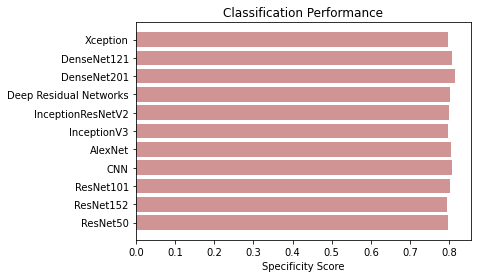 Classification Performance
Xception
DenseNet121
DenseNet201
Deep Residual Networks
InceptionResNetV2
InceptionV3
AlexNet
CNN
ResNet101
ResNet152
ResNet50
0.0 0.1 0.2 0.3 0.4 0.5 0.6 0.7 0.8
Specificity Score